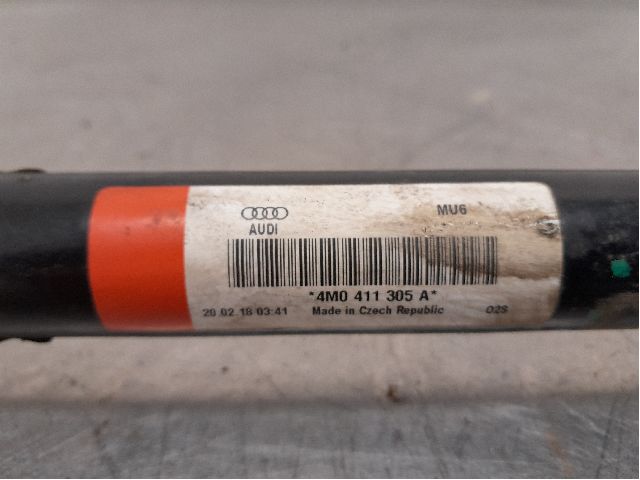 MU6
AUDI
*4M0 411 305 A*
20.02.18 03:41 Made in Czech Republic 02S